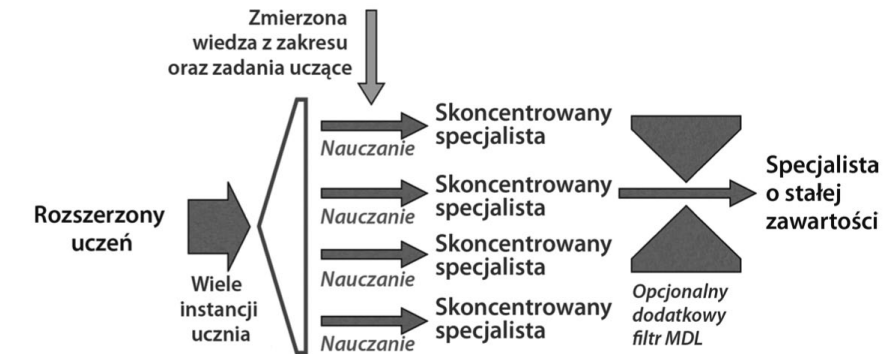 Zmierzona
wiedza z zakresu
oraz zadania uczące
Rozszerzony
uczeń
Wiele
instancji
ucznia
Nauczanie
Skoncentrowany
specjalista
Nauczanie
Skoncentrowany
specjalista
Nauczanie
Skoncentrowany
specjalista
Nauczanie
Skoncentrowany
specjalista
Opcjonalny
dodatkowy
filtr MDL
Specjalista
o stałej
zawartości